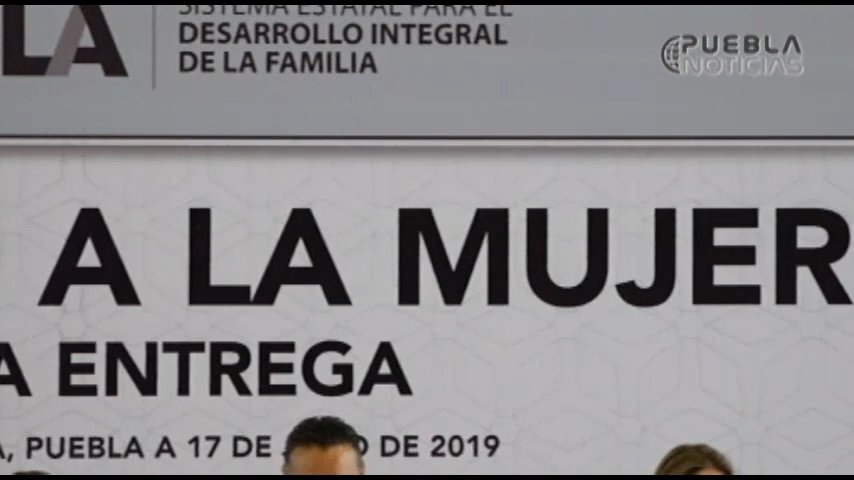 LA
SISTEMA ESTATAL PARA EL
DESARROLLO INTEGRAL
DE LA FAMILIA
PUEBLA
NOTICIAS
A LA MUJER
A ENTREGA
A, PUEBLA A 17 DE DE 2019